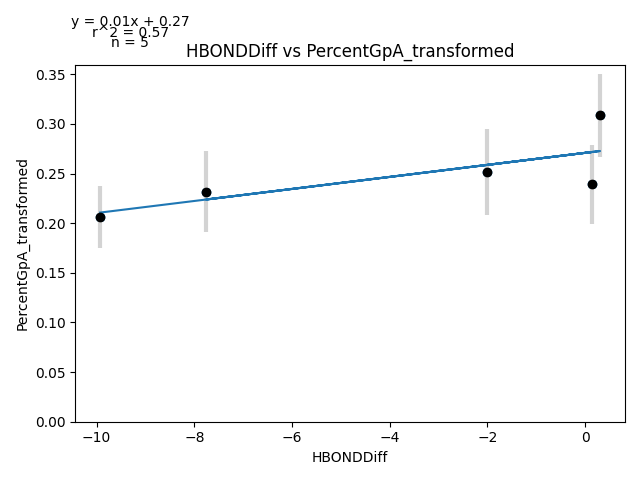 y = 0.01x + 0.27
r^2 = 0.57
n = 5
HBONDDiff vs PercentGpA_transformed
PercentGpA_transformed
0.35
0.30
0.25
0.20
0.15
0.10
0.05
0.00
−10
−8
−6
−4
−2
0
HBONDDiff